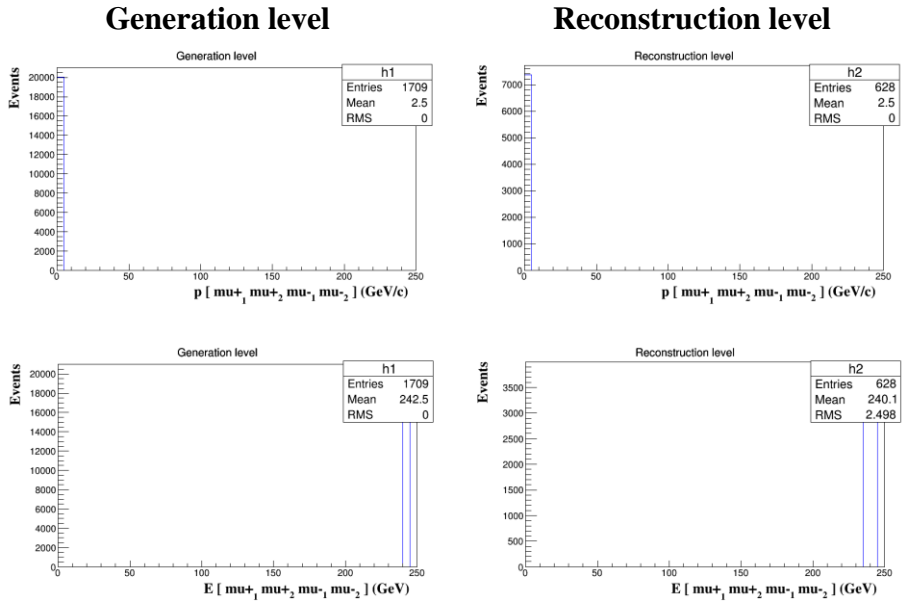 Generation level
Reconstruction level
Generation level
h1
Entries 1709
Mean 2.5
RMS 0
Events
20000
18000
16000
14000
12000
10000
8000
6000
4000
2000
0
0 50 100 150 200 250
p [ mu+₁ mu+₂ mu-₁ mu-₂ ] (GeV/c)
Reconstruction level
h2
Entries 628
Mean 2.5
RMS 0
Events
7000
6000
5000
4000
3000
2000
1000
0
0 50 100 150 200 250
p [ mu+₁ mu+₂ mu-₁ mu-₂ ] (GeV/c)
Generation level
h1
Entries 1709
Mean 242.5
RMS 0
Events
20000
18000
16000
14000
12000
10000
8000
6000
4000
2000
0
0 50 100 150 200 250
E [ mu+₁ mu+₂ mu-₁ mu-₂ ] (GeV)
Reconstruction level
h2
Entries 628
Mean 240.1
RMS 2.498
Events
3500
3000
2500
2000
1500
1000
500
0
0 50 100 150 200 250
E [ mu+₁ mu+₂ mu-₁ mu-₂ ] (GeV)